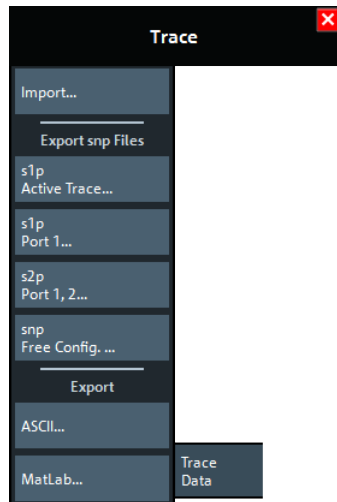 Trace
Import...
Export snp Files
s1p
Active Trace...
s1p
Port 1...
s2p
Port 1, 2...
snp
Free Config. ...
Export
ASCII...
MatLab...
Trace
Data